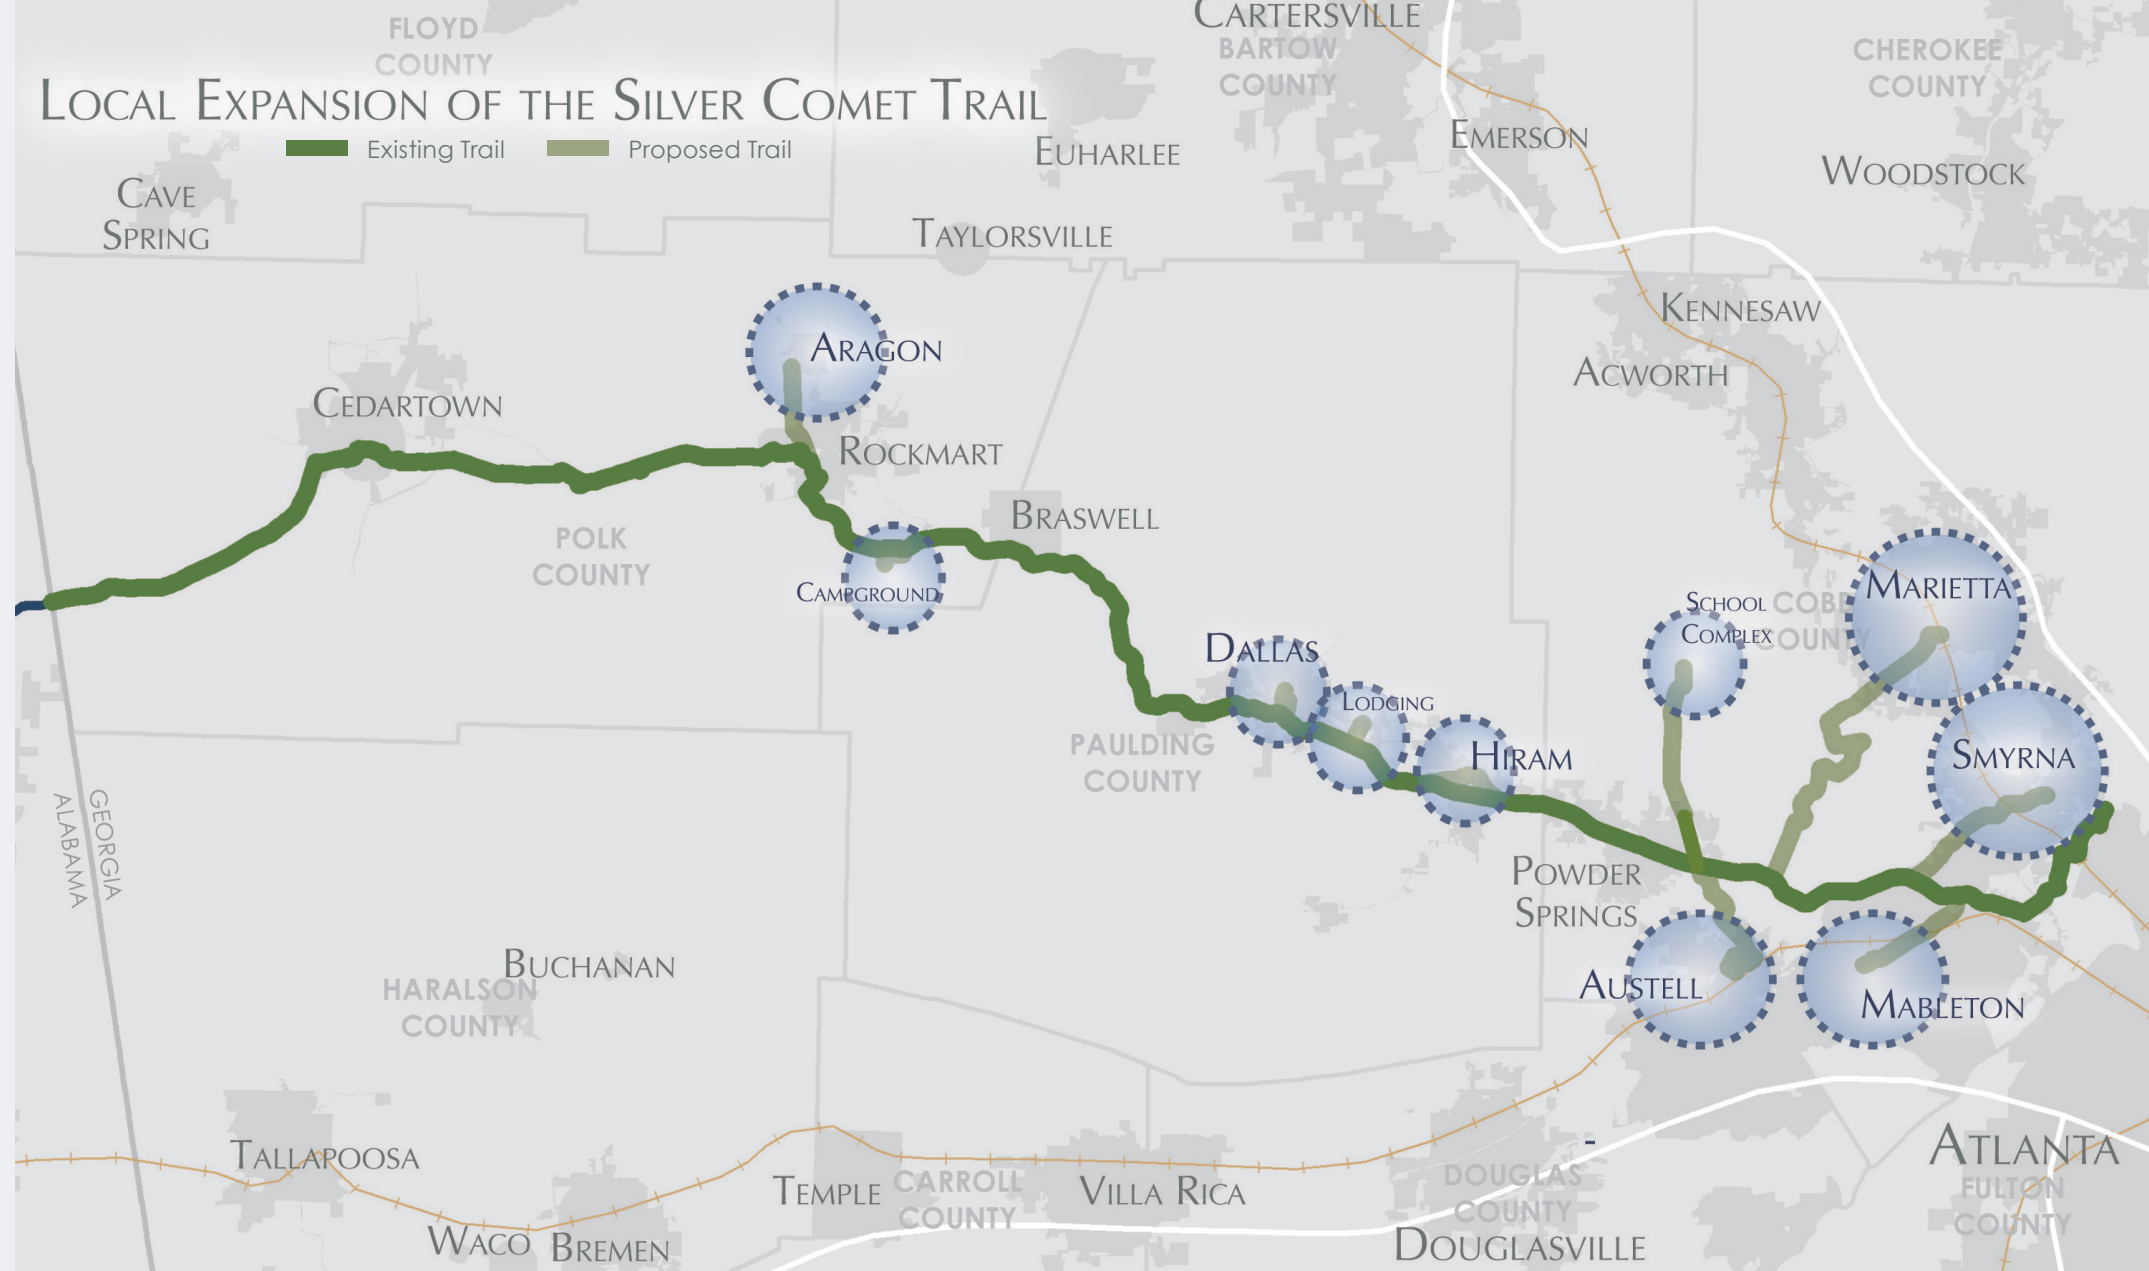 CARTERSVILLE
FLOYD
COUNTY
BARTOW
COUNTY
CHEROKEE
COUNTY
LOCAL EXPANSION OF THE SILVER COMET TRAIL
Existing Trail
Proposed Trail
EMERSON
EUHARLEE
WOODSTOCK
CAVE
SPRING
TAYLORSVILLE
KENNESAW
ARAGON
ACWORTH
CEDARTOWN
ROCKMART
BRASWELL
POLK
COUNTY
CAMPGROUND
MARIETTA
SCHOOL
COMPLEX
COBB
COUNTY
DALLAS
LODGING
PAULDING
COUNTY
HIRAM
SMYRNA
GEORGIA
ALABAMA
POWDER
SPRINGS
BUCHANAN
HARALSON
COUNTY
AUSTELL
MABLETON
TALLAPOOSA
ATLANTA
FULTON
COUNTY
-
TEMPLE
CARROLL
COUNTY
VILLA RICA
DOUGLAS
COUNTY
WACO
BREMEN
DOUGLASVILLE